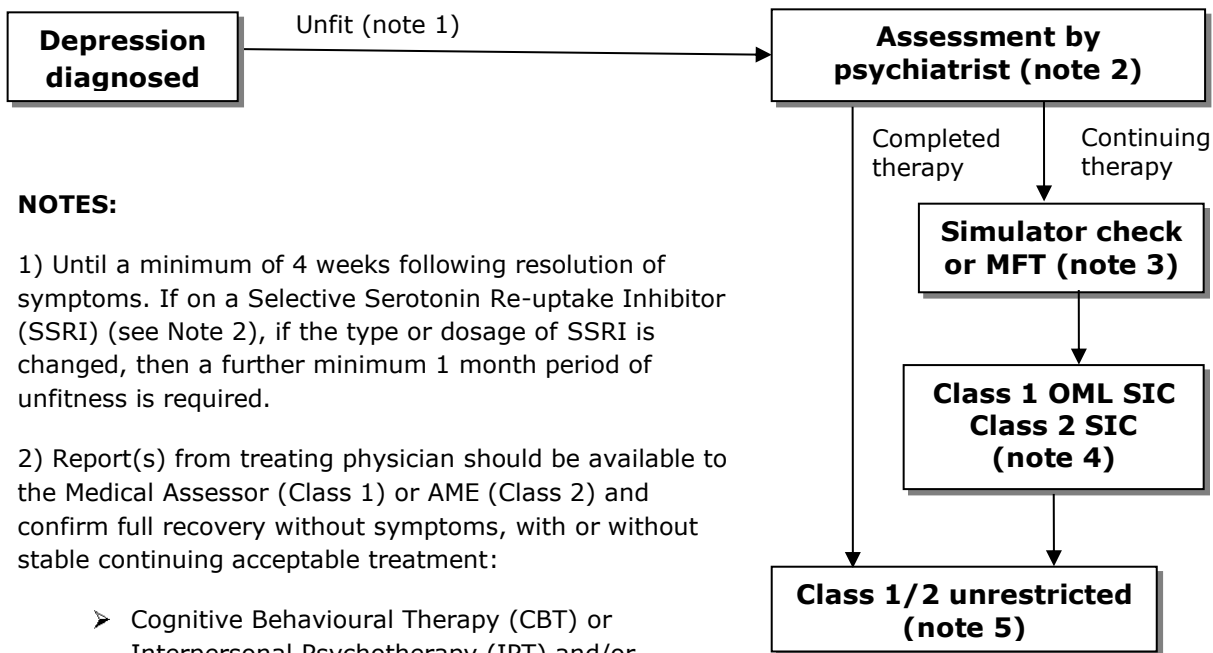 Depression
diagnosed
Unfit (note 1)
Assessment by
psychiatrist (note 2)
Completed
therapy
Continuing
therapy
Simulator check
or MFT (note 3)
Class 1 OML SIC
Class 2 SIC
(note 4)
Class 1/2 unrestricted
(note 5)
NOTES:
1) Until a minimum of 4 weeks following resolution of
symptoms. If on a Selective Serotonin Re-uptake Inhibitor
(SSRI) (see Note 2), if the type or dosage of SSRI is
changed, then a further minimum 1 month period of
unfitness is required.
2) Report(s) from treating physician should be available to
the Medical Assessor (Class 1) or AME (Class 2) and
confirm full recovery without symptoms, with or without
stable continuing acceptable treatment:
➢ Cognitive Behavioural Therapy (CBT) or
Interpersonal Psychotherapy (IPT) and/or